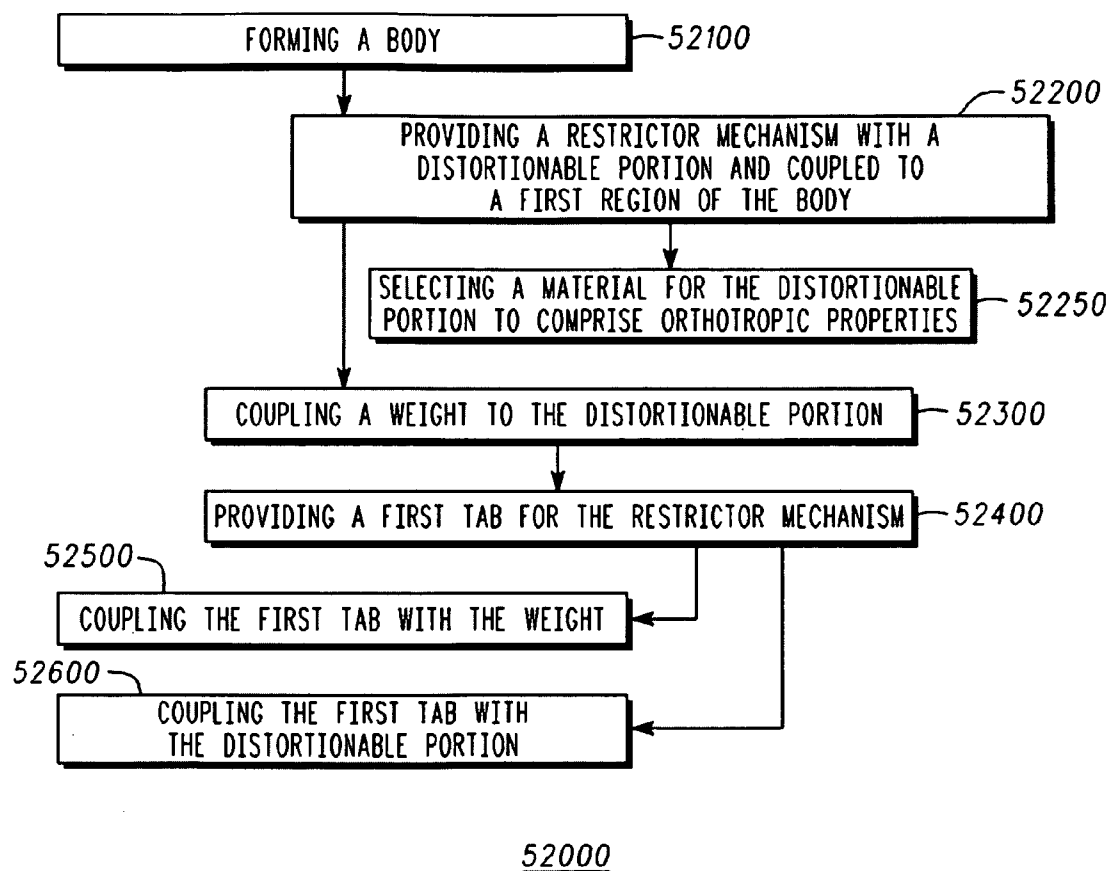 FORMING A BODY
52100
52200
PROVIDING A RESTRICTOR MECHANISM WITH A
DISTORTIONABLE PORTION AND COUPLED TO
A FIRST REGION OF THE BODY
SELECTING A MATERIAL FOR THE DISTORTIONABLE
PORTION TO COMPRISE ORTHOTROPIC PROPERTIES
52250
COUPLING A WEIGHT TO THE DISTORTIONABLE PORTION
52300
PROVIDING A FIRST TAB FOR THE RESTRICTOR MECHANISM
52400
52500
COUPLING THE FIRST TAB WITH THE WEIGHT
52600
COUPLING THE FIRST TAB WITH
THE DISTORTIONABLE PORTION
52000